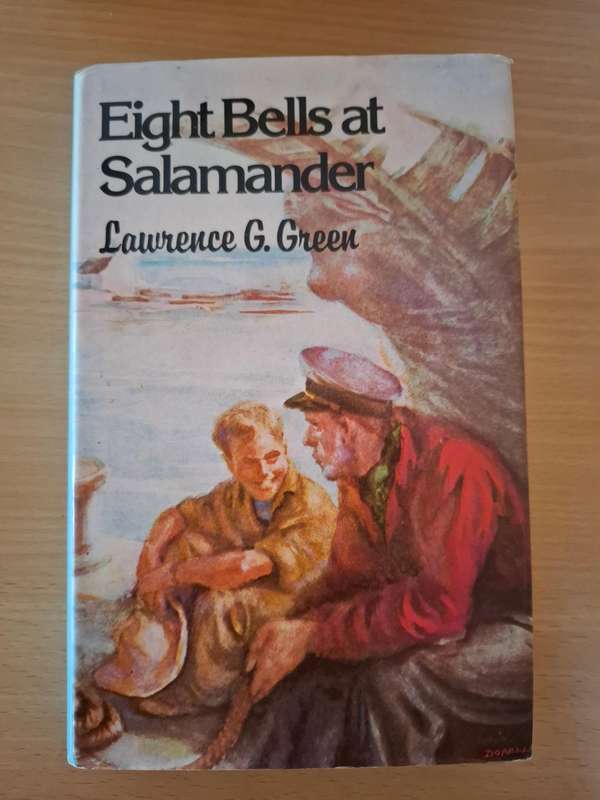 Eight Bells at
Salamander
Lawrence G. Green